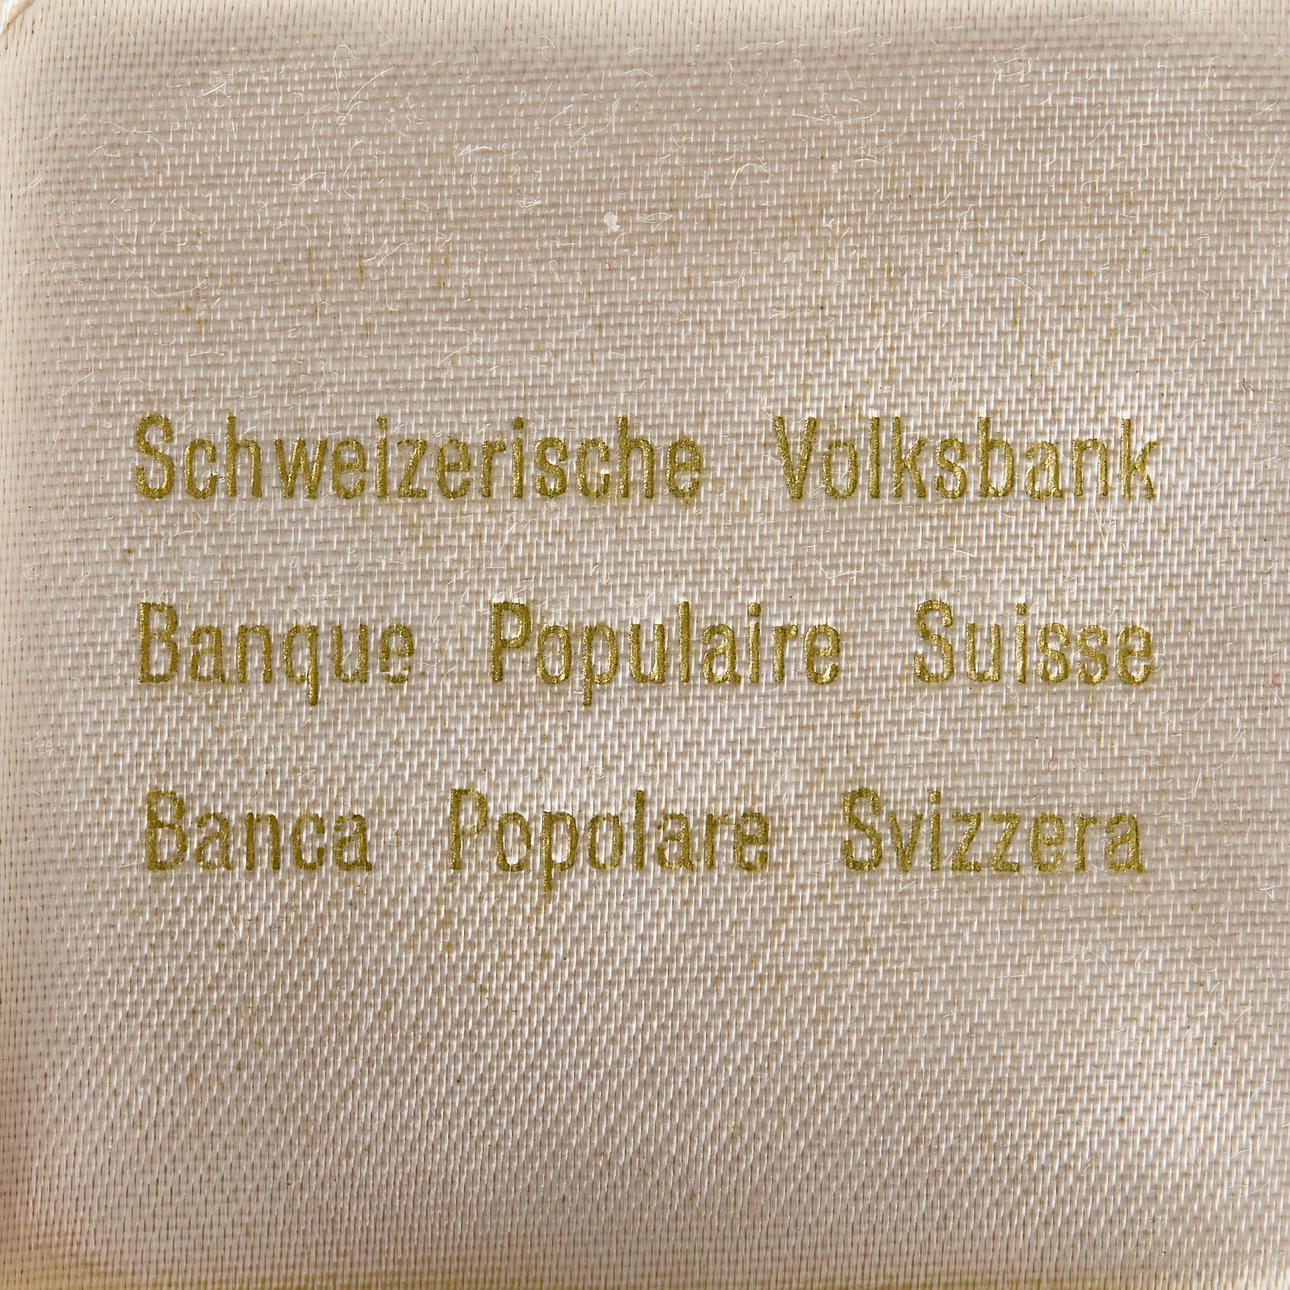 Schweizerische Volksbank
Banque Populaire Suisse
Banca Popolare Svizzera